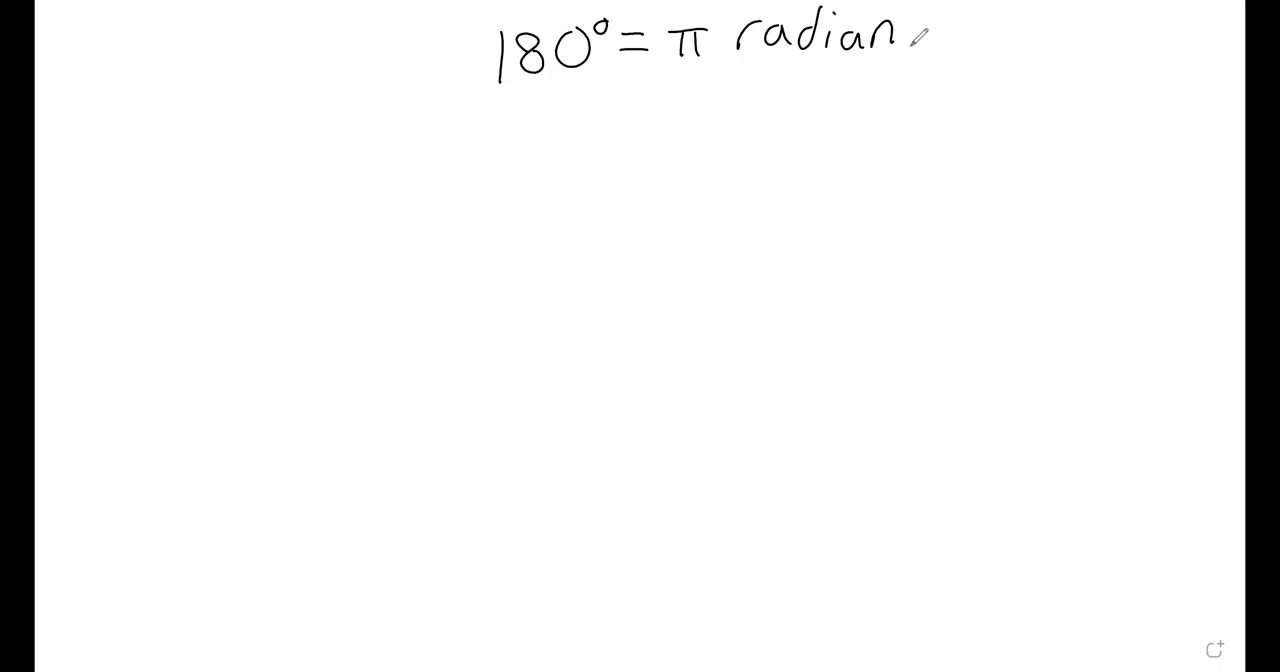 180° = π radian